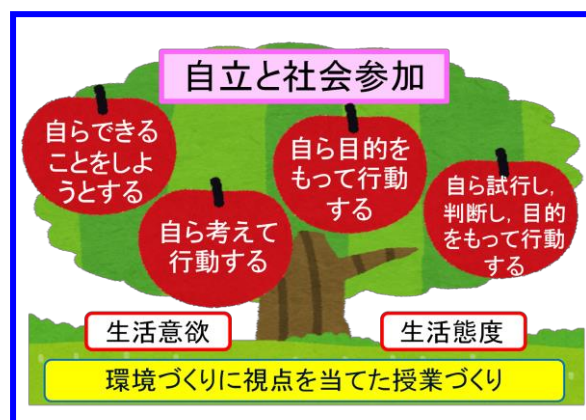 自立と社会参加
自らできる
ことをしよ
うとする
自ら考えて
行動する
自ら目的を
もって行動
する
自ら試行し，
判断し，目的
をもって行動
する
生活意欲
生活態度
環境づくりに視点を当てた授業づくり